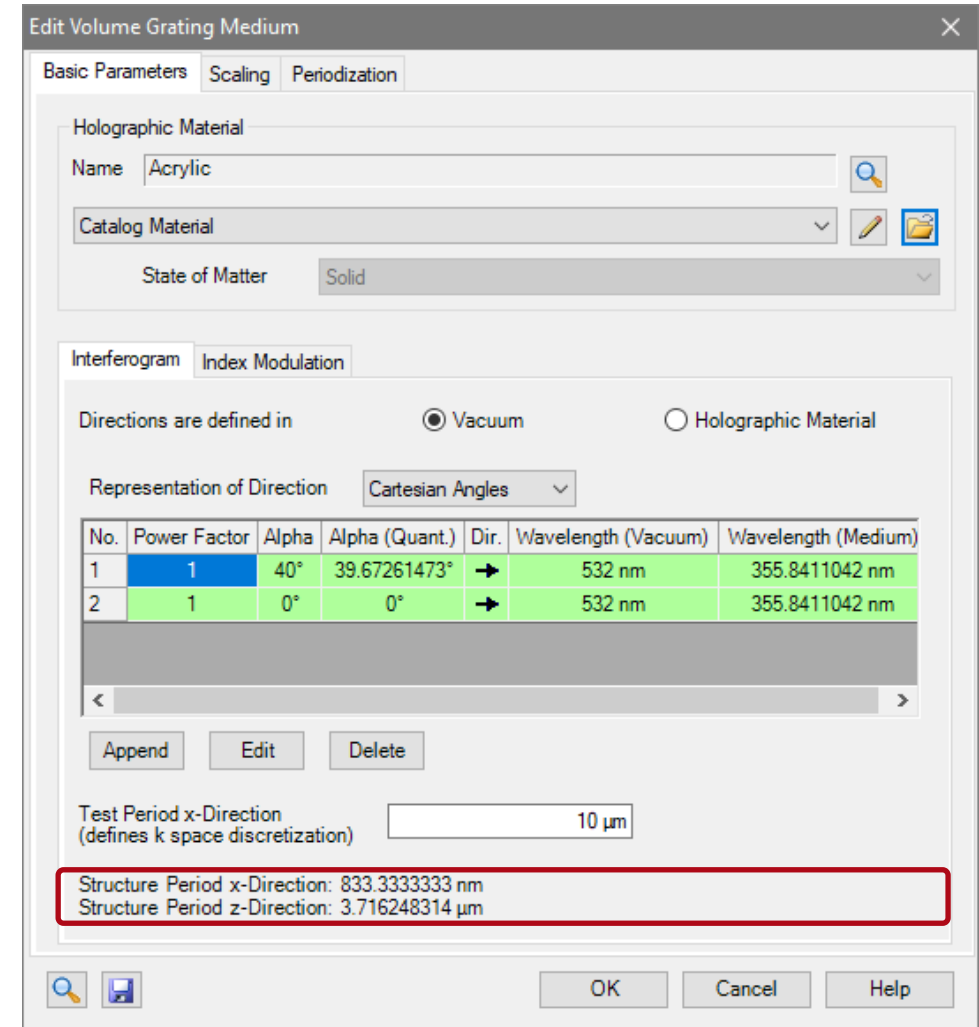 Edit Volume Grating Medium
Basic Parameters Scaling Periodization
Holographic Material
Name Acrylic
Catalog Material
State of Matter Solid
Interferogram Index Modulation
Directions are defined in Vacuum Holographic Material
Representation of Direction Cartesian Angles
No. Power Factor Alpha Alpha (Quant.) Dir. Wavelength (Vacuum) Wavelength (Medium)
1 1 40° 39.67261473° 532 nm 355.8411042 nm
2 1 0° 0° 532 nm 355.8411042 nm
Append Edit Delete
Test Period x-Direction
(defines k space discretization) 10 µm
Structure Period x-Direction: 833.3333333 nm
Structure Period z-Direction: 3.716248314 µm
OK Cancel Help